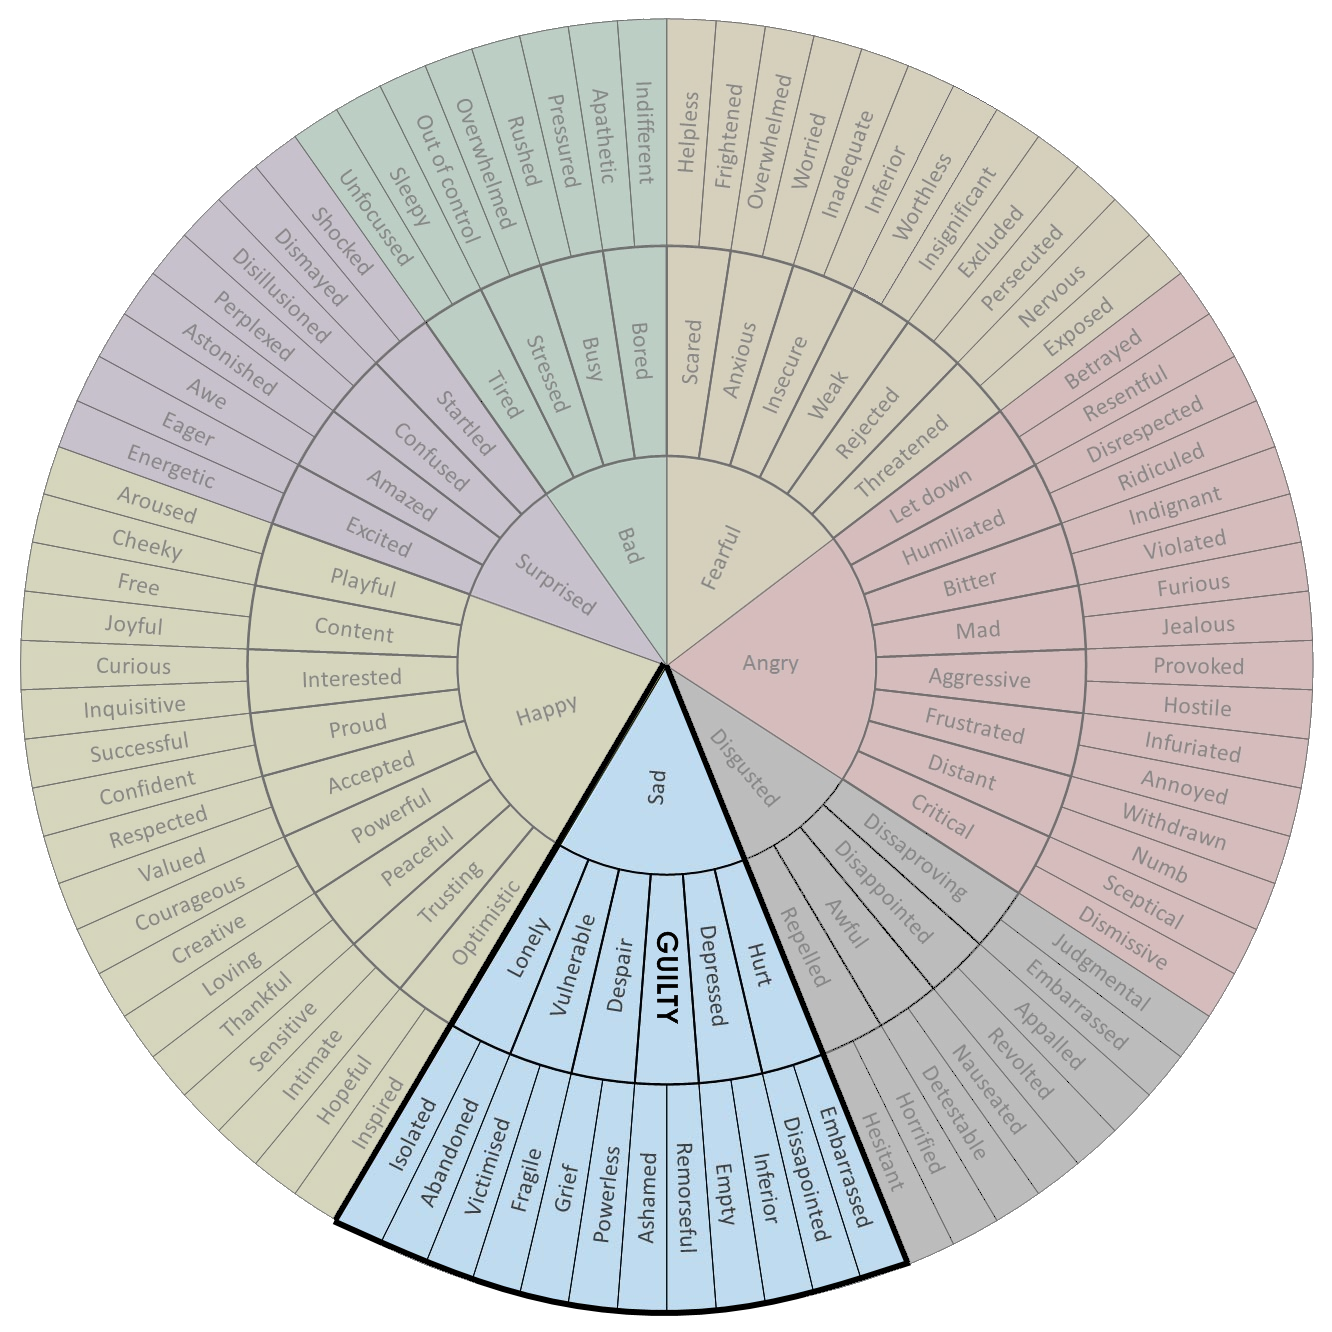 Fearful
Angry
Disgusted
Sad
Happy
Surprised
Bad
Scared
Anxious
Insecure
Weak
Rejected
Threatened
Let down
Humiliated
Bitter
Mad
Aggressive
Frustrated
Distant
Critical
Dissaproving
Disappointed
Awful
Repelled
Hurt
Depressed
GUILTY
Despair
Vulnerable
Lonely
Optimistic
Trusting
Peaceful
Powerful
Accepted
Proud
Interested
Content
Playful
Excited
Amazed
Confused
Startled
Tired
Stressed
Busy
Bored
Helpless
Frightened
Overwhelmed
Worried
Inadequate
Inferior
Worthless
Insignificant
Excluded
Persecuted
Nervous
Exposed
Betrayed
Resentful
Disrespected
Ridiculed
Indignant
Violated
Furious
Jealous
Provoked
Hostile
Infuriated
Annoyed
Withdrawn
Numb
Sceptical
Dismissive
Judgmental
Embarrassed
Appalled
Revolted
Nauseated
Detestable
Horrified
Hesitant
Embarrassed
Dissapointed
Inferior
Empty
Remorseful
Ashamed
Powerless
Grief
Fragile
Victimised
Abandoned
Isolated
Inspired
Hopeful
Intimate
Sensitive
Thankful
Loving
Creative
Courageous
Valued
Respected
Confident
Successful
Inquisitive
Curious
Joyful
Free
Cheeky
Aroused
Energetic
Eager
Awe
Astonished
Perplexed
Disillusioned
Dismayed
Shocked
Unfocussed
Sleepy
Out of control
Overwhelmed
Rushed
Pressured
Apathetic
Indifferent